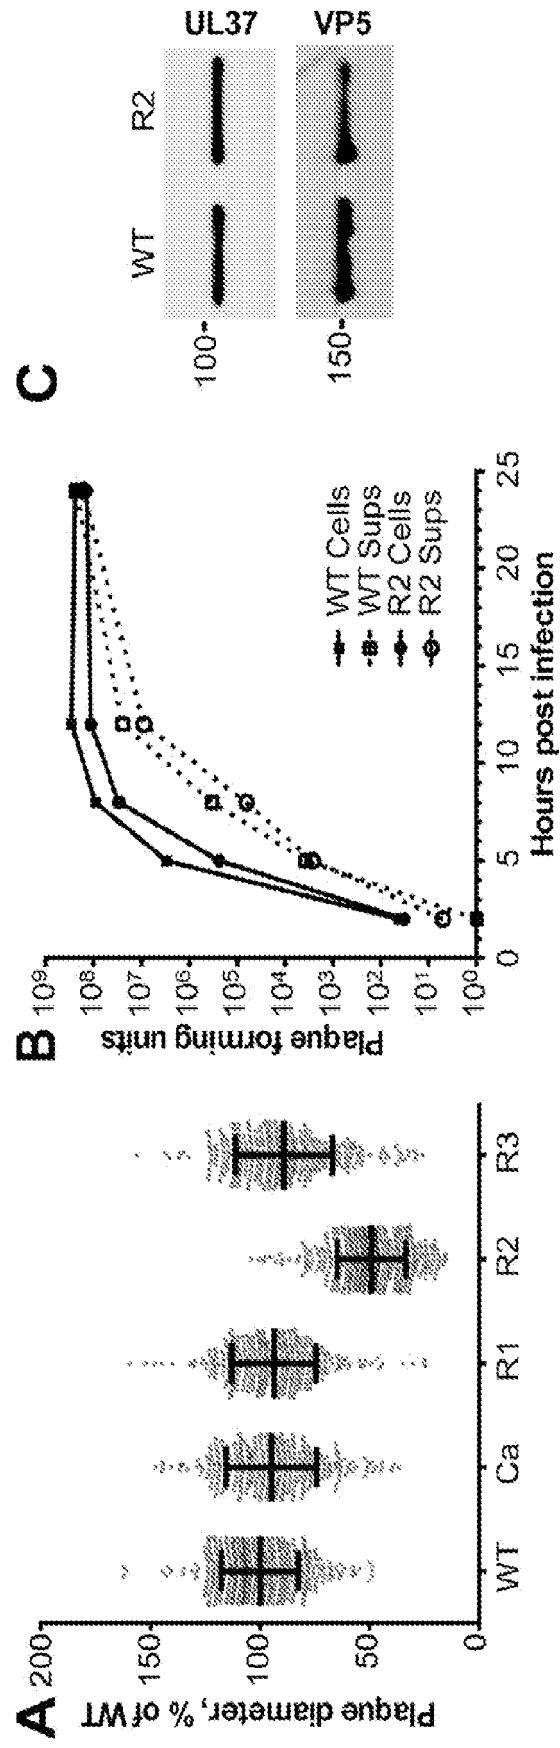 A
Plaque diameter, % of WT
200
150
100
50
0
WT Ca R1 R2 R3
B
Plaque forming units
10⁹
10⁸
10⁷
10⁶
10⁵
10⁴
10³
10²
10¹
10⁰
0 5 10 15 20 25
Hours post infection
WT Cells
WT Sups
R2 Cells
R2 Sups
C
WT R2
100-
UL37
150-
VP5